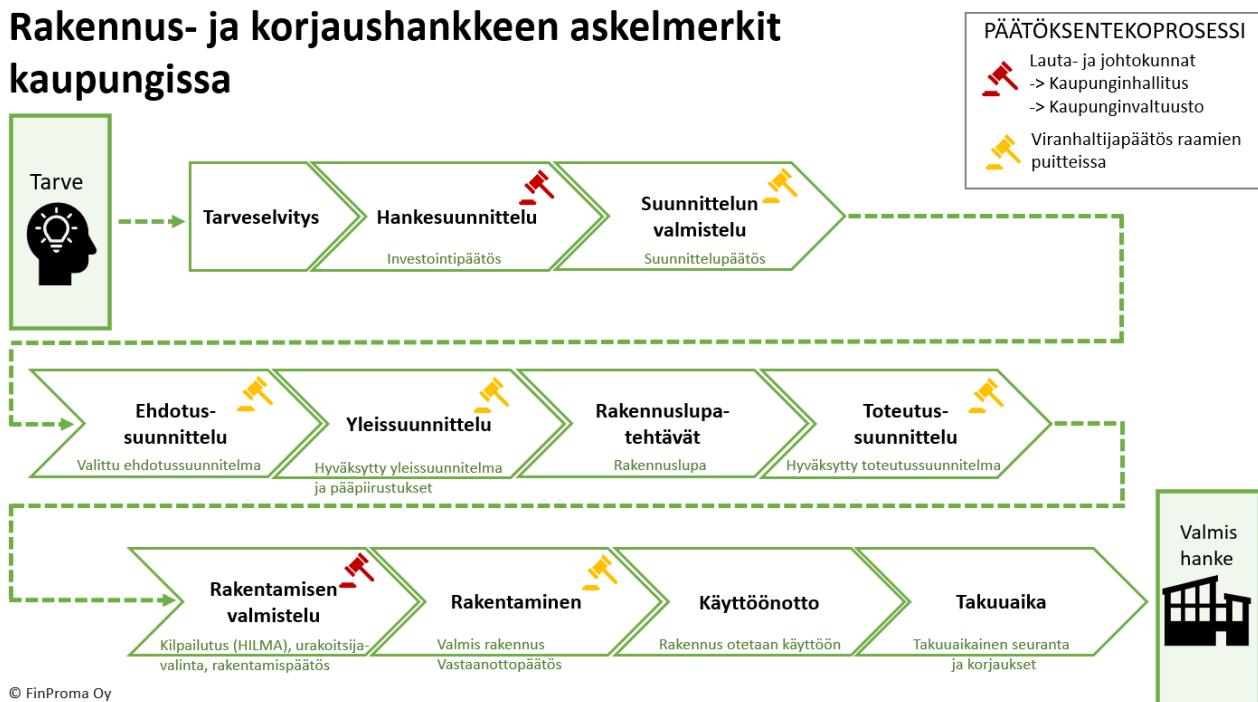 Rakennus- ja korjaushankkeen askelmerkit
kaupungissa
PÄÄTÖKSENTEKOPROSESSI
Lauta- ja johtokunnat
-> Kaupunginhallitus
-> Kaupunginvaltuusto
Viranhaltijapäätös raamien
puitteissa
Tarve
Tarveselvitys
Hankesuunnittelu
Investointipäätös
Suunnittelun
valmistelu
Suunnittelupäätös
Ehdotus-
suunnittelu
Valittu ehdotussuunnitelma
Yleissuunnittelu
Hyväksytty yleissuunnitelma
ja pääpiirustukset
Rakennuslupa-
tehtävät
Rakennuslupa
Toteutus-
suunnittelu
Hyväksytty toteutussuunnitelma
Rakentamisen
valmistelu
Kilpailutus (HILMA), urakoitsija-
valinta, rakentamispäätös
Rakentaminen
Valmis rakennus
Vastaanottopäätös
Käyttöönotto
Rakennus otetaan käyttöön
Takuuaika
Takuuaikainen seuranta
ja korjaukset
Valmis
hanke
© FinProma Oy